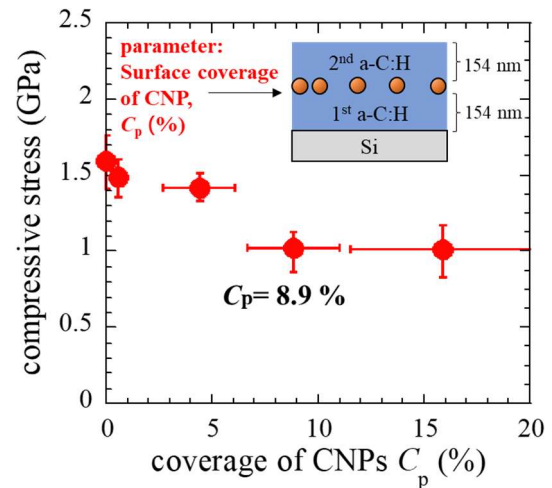 parameter:
Surface coverage
of CNP,
Cp (%)
2nd a-C:H
1st a-C:H
Si
154 nm
154 nm
Cp= 8.9 %
compressive stress (GPa)
2.5
2
1.5
1
0.5
0
0
5
10
15
20
coverage of CNPs Cp (%)